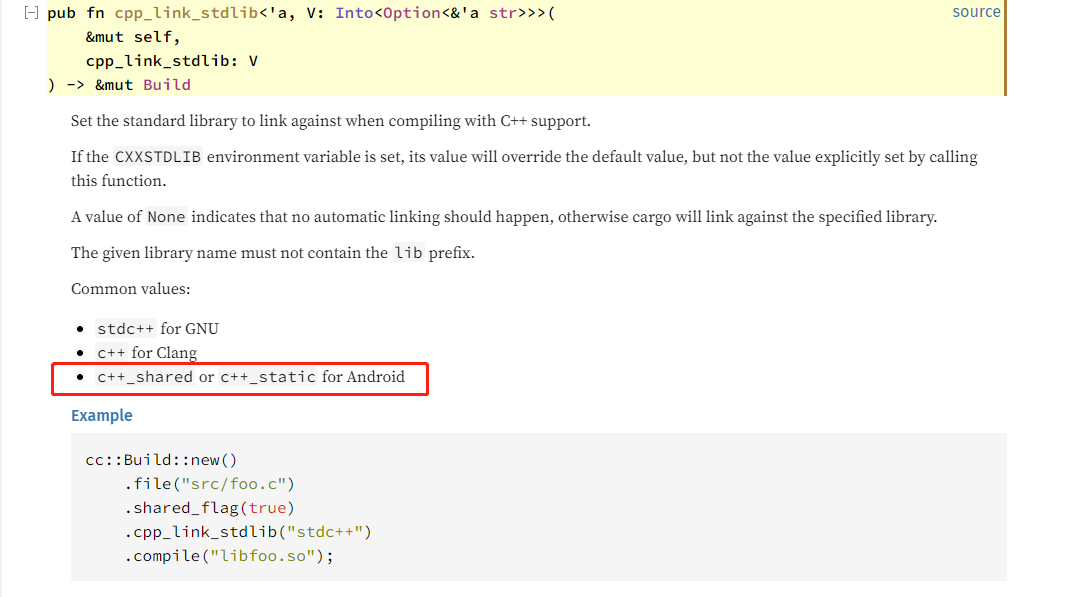 [-] pub fn cpp_link_stdlib<'a, V: Into<Option<&'a str>>>( source
&mut self,
cpp_link_stdlib: V
) -> &mut Build
Set the standard library to link against when compiling with C++ support.
If the CXXSTDLIB environment variable is set, its value will override the default value, but not the value explicitly set by calling
this function.
A value of None indicates that no automatic linking should happen, otherwise cargo will link against the specified library.
The given library name must not contain the lib prefix.
Common values:
• stdc++ for GNU
• c++ for Clang
• c++_shared or c++_static for Android
Example
cc::Build::new()
.file("src/foo.c")
.shared_flag(true)
.cpp_link_stdlib("stdc++")
.compile("libfoo.so");